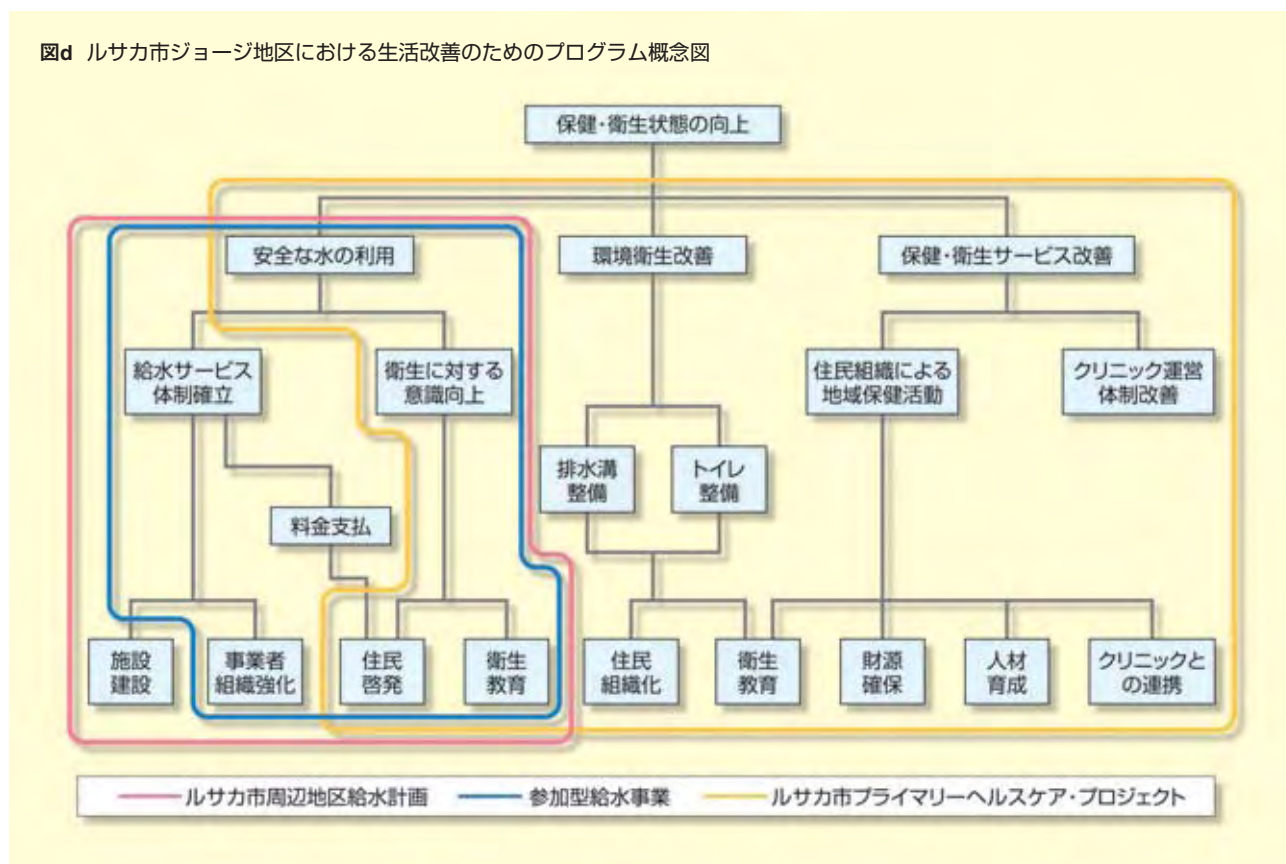 図d ルサカ市ジョージ地区における生活改善のためのプログラム概念図
保健・衛生状態の向上
安全な水の利用
環境衛生改善
保健・衛生サービス改善
給水サービス
体制確立
衛生に対する
意識向上
住民組織による
地域保健活動
クリニック運営
体制改善
排水溝
整備
トイレ
整備
料金支払
施設
建設
事業者
組織強化
住民
啓発
衛生
教育
住民
組織化
衛生
教育
財源
確保
人材
育成
クリニックと
の連携
ルサカ市周辺地区給水計画 参加型給水事業 ルサカ市プライマリーヘルスケア・プロジェクト